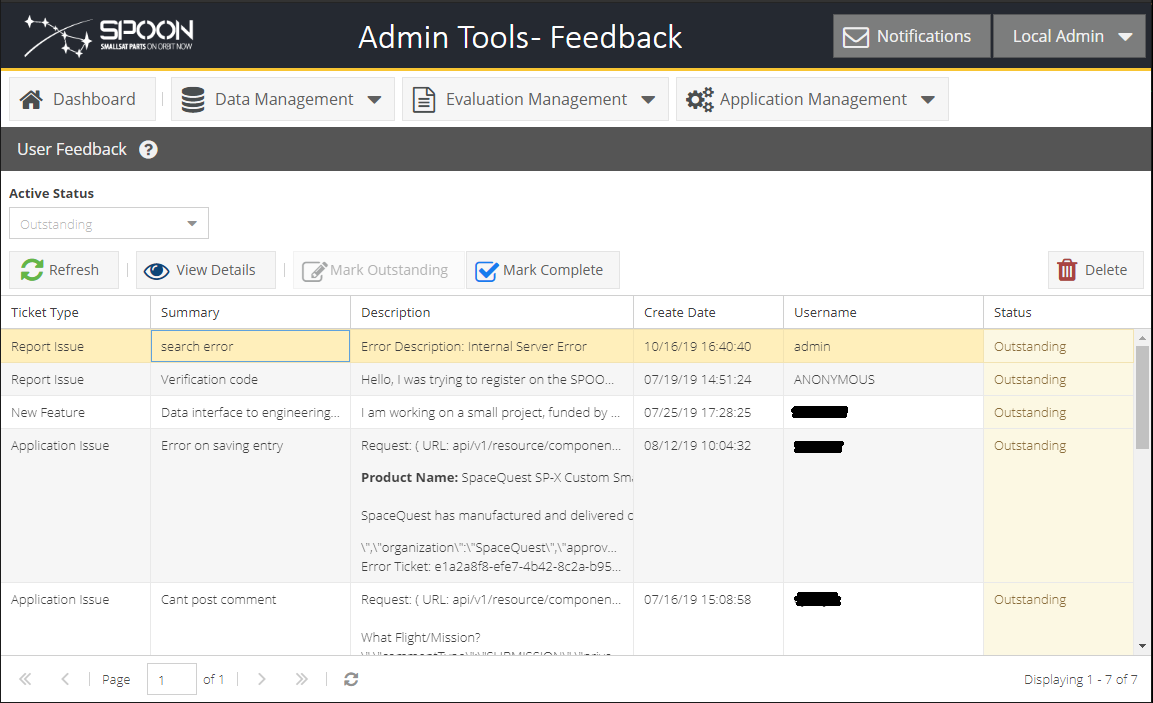 SPOON
SMALLSAT PARTS ON ORBIT NOW
Admin Tools- Feedback
Notifications
Local Admin
Dashboard
Data Management
Evaluation Management
Application Management
User Feedback ?
Active Status
Outstanding
Refresh
View Details
Mark Outstanding
Mark Complete
Delete
Ticket Type Summary Description Create Date Username Status
Report Issue search error Error Description: Internal Server Error 10/16/19 16:40:40 admin Outstanding
Report Issue Verification code Hello, I was trying to register on the SPOO... 07/19/19 14:51:24 ANONYMOUS Outstanding
New Feature Data interface to engineering... I am working on a small project, funded by ... 07/25/19 17:28:25 Outstanding
Application Issue Error on saving entry Request: ( URL: api/v1/resource/componen... 08/12/19 10:04:32 Outstanding
Product Name: SpaceQuest SP-X Custom Sma
SpaceQuest has manufactured and delivered c
\",\"organization\":\"SpaceQuest\",\"approv...
Error Ticket: e1a2a8f8-efe7-4b42-8c2a-b95...
Application Issue Cant post comment Request: ( URL: api/v1/resource/componen... 07/16/19 15:08:58 Outstanding
What Flight/Mission?
Page 1 of 1
Displaying 1 - 7 of 7